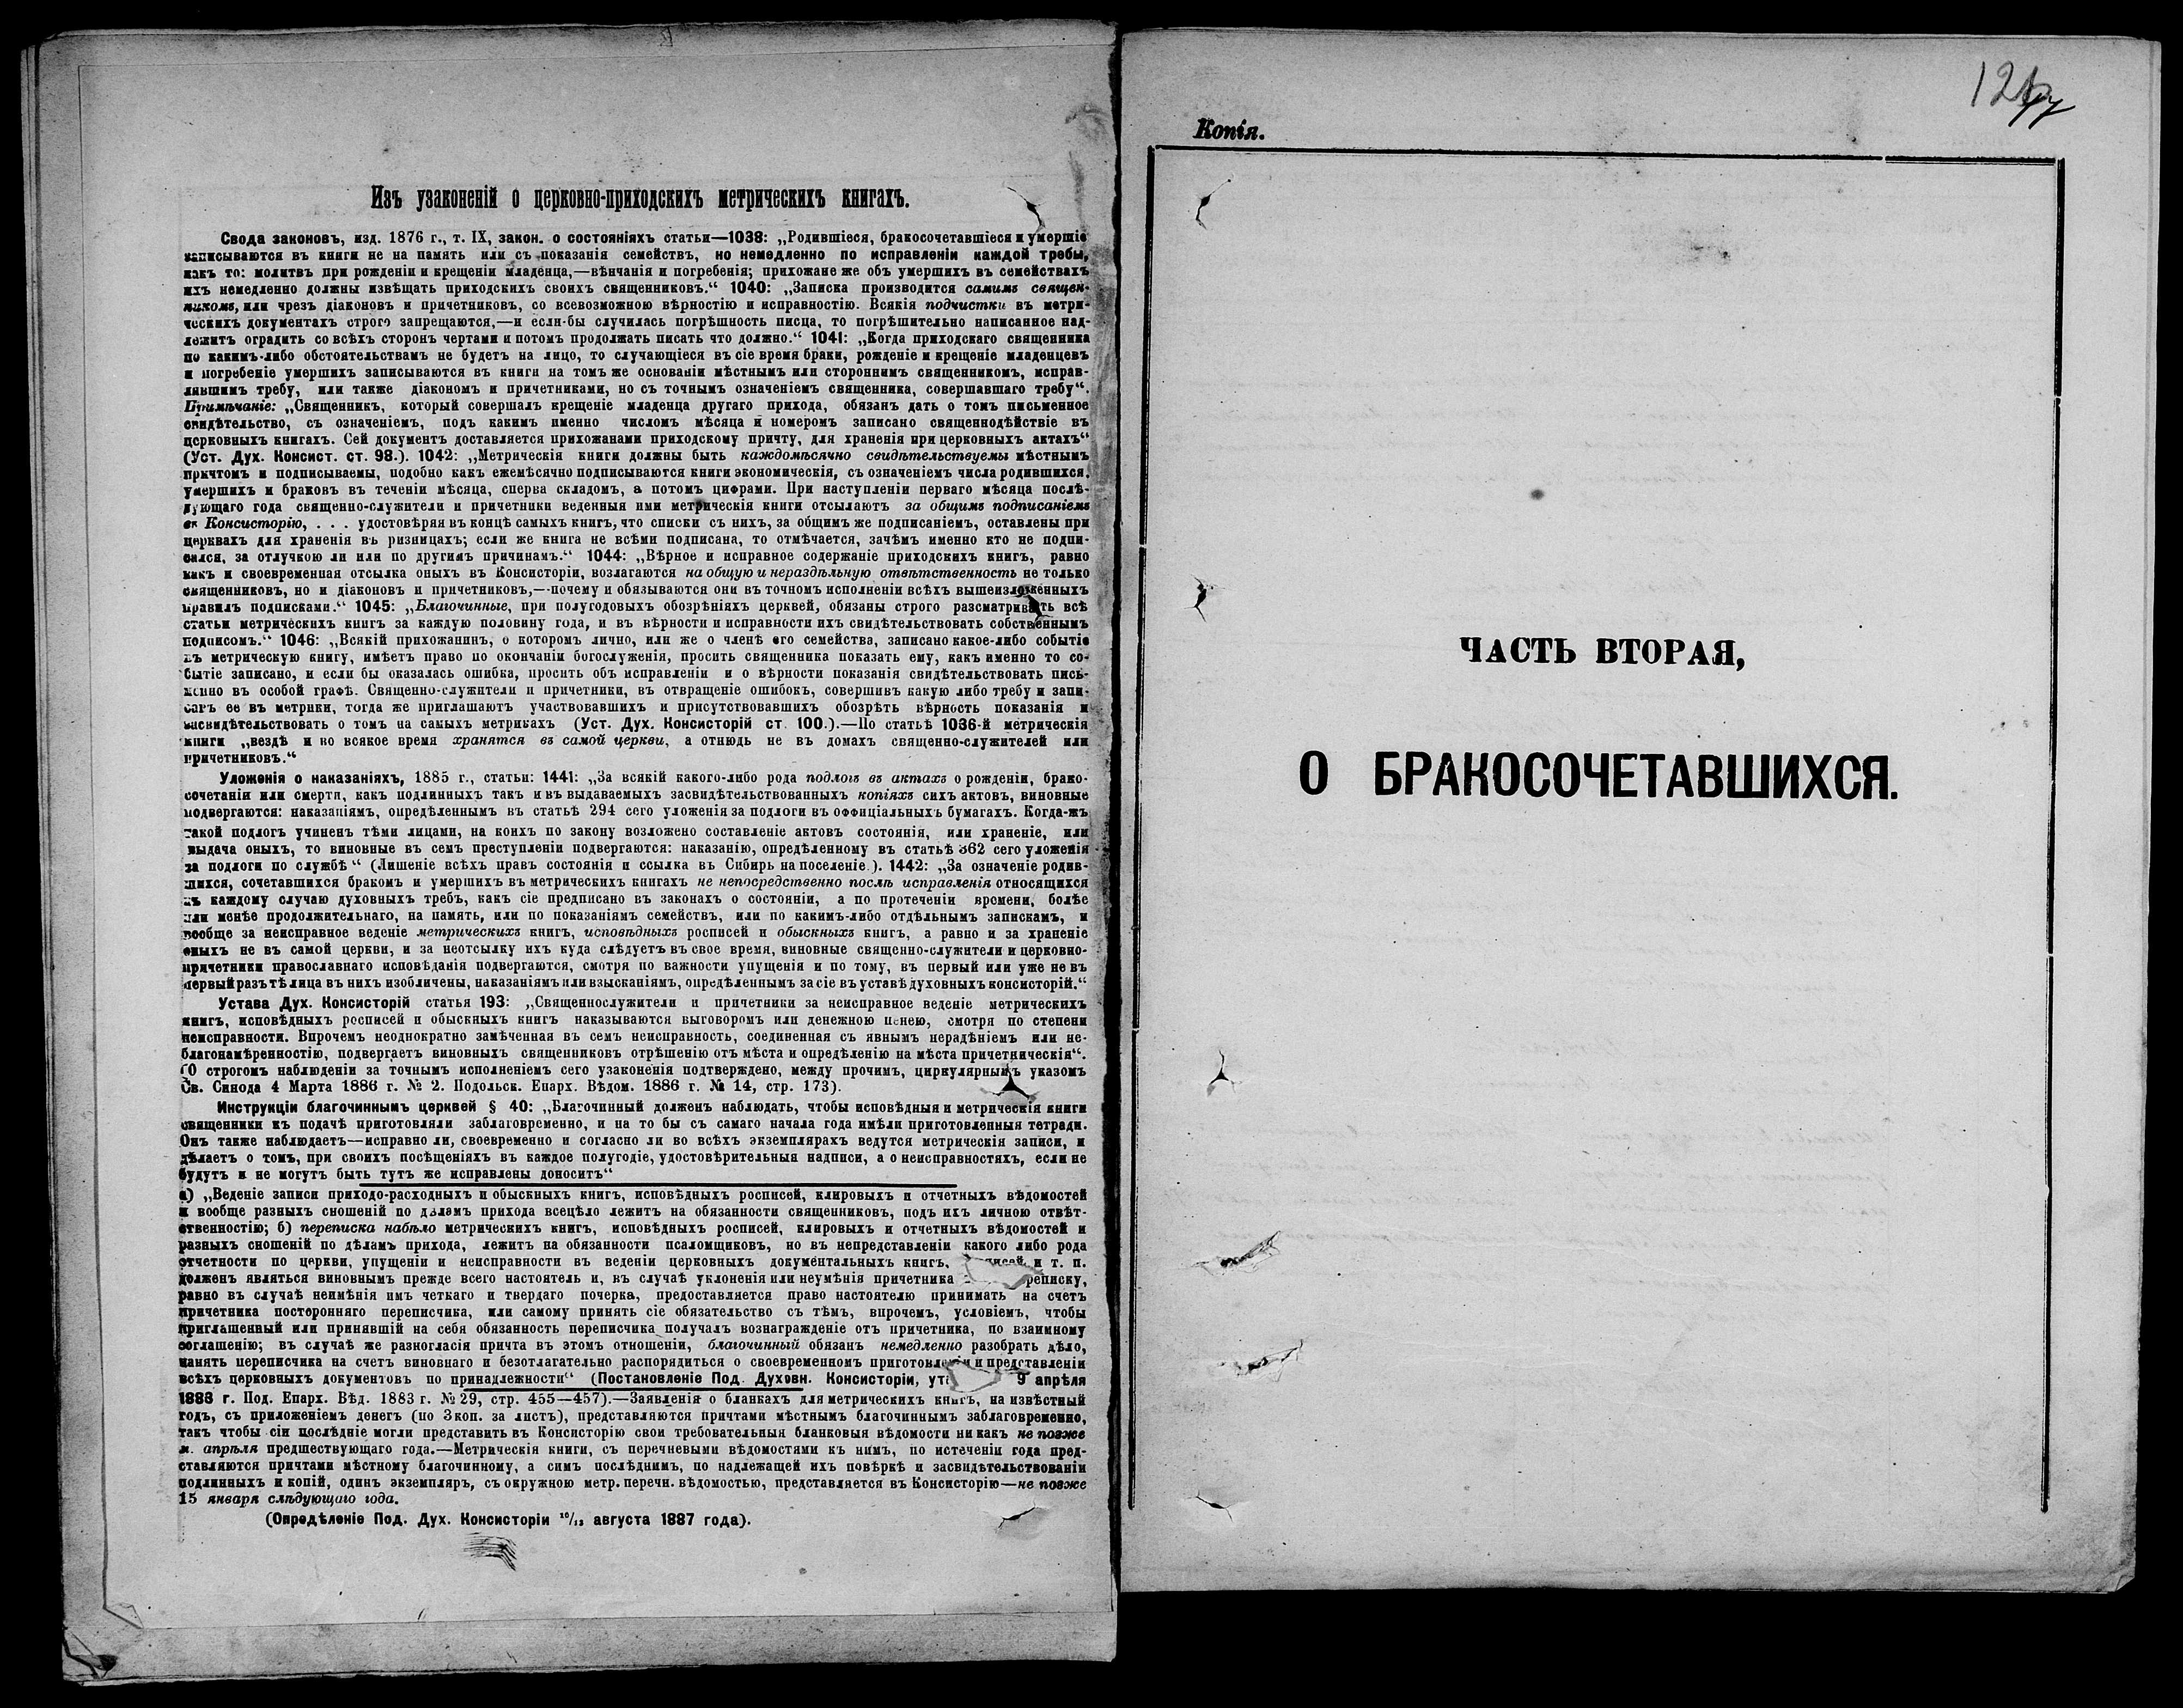 Изъ узаконеній о церковно-приходскихъ метрическихъ книгахъ.
Свода законовъ, изд. 1876 г., т. IX, закон. о состояніяхъ статьи—1038: „Родившіеся, бракосочетавшіеся и умершіе
записываются въ книги не на память или съ показанія семействъ, но немедленно по исправленіи каждой требы,
какъ то: молитвъ при рожденіи и крещеніи младенца,—вѣнчанія и погребенія; прихожане же объ умершихъ въ семействахъ
ихъ немедленно должны извѣщать приходскихъ своихъ священниковъ.“ 1040: „Записка производится самимъ священ-
никомъ, или чрезъ діаконовъ и причетниковъ, со всевозможною вѣрностію и исправностію. Всякія подчистки въ метри-
ческихъ документахъ строго запрещаются,—и если-бы случилась погрѣшность писца, то погрѣшительно написанное над-
лежитъ оградить со всѣхъ сторонъ чертами и потомъ продолжать писать что должно.“ 1041: „Когда приходскаго священника
по какимъ-либо обстоятельствамъ не будетъ на лицо, то случающіеся въ сіе время браки, рожденіе и крещеніе младенцевъ
и погребеніе умершихъ записываются въ книги на томъ же основаніи мѣстнымъ или стороннимъ священникомъ, исправ-
лявшимъ требу, или также діакономъ и причетниками, но съ точнымъ означеніемъ священника, совершавшаго требу“.
Примѣчаніе: „Священникъ, который совершалъ крещеніе младенца другаго прихода, обязанъ дать о томъ письменное
свидѣтельство, съ означеніемъ, подъ какимъ именно числомъ мѣсяца и номеромъ записано священнодѣйствіе въ
церковныхъ книгахъ. Сей документъ доставляется прихожанами приходскому причту, для храненія при церковныхъ актахъ“
(Уст. Дух. Консист. ст. 98.). 1042: „Метрическія книги должны быть каждомѣсячно свидѣтельствуемы мѣстнымъ
причтомъ и подписываемы, подобно какъ ежемѣсячно подписываются книги экономическія, съ означеніемъ числа родившихся,
умершихъ и браковъ въ теченіи мѣсяца, сперва складомъ, а потомъ цифрами. При наступленіи перваго мѣсяца послѣ-
дующаго года священно-служители и причетники веденныя ими метрическія книги отсылаютъ за общимъ подписаніемъ
въ Консисторію, . . . удостовѣряя въ концѣ самыхъ книгъ, что списки съ нихъ, за общимъ же подписаніемъ, оставлены при
церквахъ для храненія въ ризницахъ; если же книга не всѣми подписана, то отмѣчается, зачѣмъ именно кто не подпи-
сался, за отлучкою ли или по другимъ причинамъ.“ 1044: „Вѣрное и исправное содержаніе приходскихъ книгъ, равно
какъ и своевременная отсылка оныхъ въ Консисторіи, возлагаются на общую и нераздѣльную отвѣтственность не только
священниковъ, но и діаконовъ и причетниковъ,—почему и обязываются они въ точномъ исполненіи всѣхъ вышеизложенныхъ
правилъ подписками.“ 1045: „Благочинные, при полугодовыхъ обозрѣніяхъ церквей, обязаны строго разсматривать всѣ
статьи метрическихъ книгъ за каждую половину года, и въ вѣрности и исправности ихъ свидѣтельствовать собственнымъ
подписомъ.“ 1046: „Всякій прихожанинъ, о которомъ лично, или же о членѣ его семейства, записано какое-либо событіе
въ метрическую книгу, имѣетъ право по окончаніи богослуженія, просить священника показать ему, какъ именно то со-
бытіе записано, и если бы оказалась ошибка, просить объ исправленіи и о вѣрности показанія свидѣтельствовать пись-
менно въ особой графѣ. Священно-служители и причетники, въ отвращеніе ошибокъ, совершивъ какую либо требу и запи-
савъ ее въ метрики, тогда же приглашаютъ участвовавшихъ и присутствовавшихъ обозрѣть вѣрность показанія и
засвидѣтельствовать о томъ на самыхъ метрикахъ (Уст. Дух. Консисторій ст. 100.).—По статьѣ 1036-й метрическія
книги „вездѣ и во всякое время хранятся въ самой церкви, а отнюдь не въ домахъ священно-служителей или
причетниковъ.“
Уложенія о наказаніяхъ, 1885 г., статьи: 1441: „За всякій какого-либо рода подлогъ въ актахъ о рожденіи, брако-
сочетаніи или смерти, какъ подлинныхъ такъ и въ выдаваемыхъ засвидѣтельствованныхъ копіяхъ сихъ актовъ, виновные
подвергаются: наказаніямъ, опредѣленнымъ въ статьѣ 294 сего уложенія за подлоги въ оффиціальныхъ бумагахъ. Когда-жъ
такой подлогъ учиненъ тѣми лицами, на коихъ по закону возложено составленіе актовъ состоянія, или храненіе, или
выдача оныхъ, то виновные въ семъ преступленіи подвергаются: наказанію, опредѣленному въ статьѣ 362 сего уложенія
за подлоги по службѣ“ (Лишеніе всѣхъ правъ состоянія и ссылка въ Сибирь на поселеніе.). 1442: „За означеніе родив-
шихся, сочетавшихся бракомъ и умершихъ въ метрическихъ книгахъ не непосредственно послѣ исправленія относящихся
къ каждому случаю духовныхъ требъ, какъ сіе предписано въ законахъ о состояніи, а по протеченіи времени, болѣе
или менѣе продолжительнаго, на память, или по показаніямъ семействъ, или по какимъ-либо отдѣльнымъ запискамъ, и
вообще за неисправное веденіе метрическихъ книгъ, исповѣдныхъ росписей и обыскныхъ книгъ, а равно и за храненіе
оныхъ не въ самой церкви, и за неотсылку ихъ куда слѣдуетъ въ свое время, виновные священно-служители и церковно-
причетники православнаго исповѣданія подвергаются, смотря по важности упущенія и по тому, въ первый или уже не въ
первый разъ тѣ лица въ нихъ изобличены, наказаніямъ или взысканіямъ, опредѣленнымъ за сіе въ уставѣ духовныхъ консисторій.“
Устава Дух. Консисторій статья 193: „Священнослужители и причетники за неисправное веденіе метрическихъ
книгъ, исповѣдныхъ росписей и обыскныхъ книгъ наказываются выговоромъ или денежною пенею, смотря по степени
неисправности. Впрочемъ неоднократно замѣченная въ семъ неисправность, соединенная съ явнымъ нерадѣніемъ или не-
благонамѣренностію, подвергаетъ виновныхъ священниковъ отрѣшенію отъ мѣста и опредѣленію на мѣста причетническія“.
(О строгомъ наблюденіи за точнымъ исполненіемъ сего узаконенія подтверждено, между прочимъ, циркулярнымъ указомъ
Св. Синода 4 Марта 1886 г. № 2. Подольск. Епарх. Вѣдом. 1886 г. № 14, стр. 173).
Инструкціи благочиннымъ церквей § 40: „Благочинный долженъ наблюдать, чтобы исповѣдныя и метрическія книги
священники къ подачѣ приготовляли заблаговременно, и на то бы съ самаго начала года имѣли приготовленныя тетради.
Онъ также наблюдаетъ—исправно ли, своевременно и согласно ли во всѣхъ экземплярахъ ведутся метрическія записи, и
дѣлаетъ о томъ, при своихъ посѣщеніяхъ въ каждое полугодіе, удостовѣрительныя надписи, а о неисправностяхъ, если не
будутъ и не могутъ быть тутъ же исправлены доноситъ“
а) „Веденіе записи приходо-расходныхъ и обыскныхъ книгъ, исповѣдныхъ росписей, клировыхъ и отчетныхъ вѣдомостей
и вообще разныхъ сношеній по дѣламъ прихода всецѣло лежитъ на обязанности священниковъ, подъ ихъ личною отвѣт-
ственностію; б) переписка набѣло метрическихъ книгъ, исповѣдныхъ росписей, клировыхъ и отчетныхъ вѣдомостей и
разныхъ сношеній по дѣламъ прихода, лежитъ на обязанности псаломщиковъ, но въ непредставленіи какого либо рода
отчетности по церкви, упущеніи и неисправности въ веденіи церковныхъ документальныхъ книгъ, и т. п.
долженъ являться виновнымъ прежде всего настоятель и, въ случаѣ уклоненія или неумѣнія причетника реписку,
равно въ случаѣ неимѣнія имъ четкаго и твердаго почерка, предоставляется право настоятелю принимать на счетъ
причетника посторонняго переписчика, или самому принять сіе обязательство съ тѣмъ, впрочемъ, условіемъ, чтобы
приглашенный или принявшій на себя обязанность переписчика получалъ вознагражденіе отъ причетника, по взаимному
соглашенію; въ случаѣ же разногласія причта въ этомъ отношеніи, благочинный обязанъ немедленно разобрать дѣло,
нанять переписчика на счетъ виновнаго и безотлагательно распорядиться о своевременномъ приготовленіи и представленіи
всѣхъ церковныхъ документовъ по принадлежности“ (Постановленіе Под. Духовн. Консисторіи, 9 апрѣля
1883 г. Под. Епарх. Вѣд. 1883 г. № 29, стр. 455—457).—Заявленія о бланкахъ для метрическихъ книгъ, на извѣстный
годъ, съ приложеніемъ денегъ (по 3 коп. за листъ), представляются причтами мѣстнымъ благочиннымъ заблаговременно,
такъ чтобы сіи послѣдніе могли представить въ Консисторію свои требовательныя бланковыя вѣдомости никакъ не позже
м. апрѣля предшествующаго года.—Метрическія книги, съ перечневыми вѣдомостями къ нимъ, по истеченіи года пред-
ставляются причтами мѣстному благочинному, а симъ послѣднимъ, по надлежащей ихъ повѣркѣ и засвидѣтельствованіи
подлинныхъ и копій, одинъ экземпляръ, съ окружною метр. перечн. вѣдомостью, представляется въ Консисторію—не позже
15 января слѣдующаго года.
(Опредѣленіе Под. Дух. Консисторіи августа 1887 года).
Копія.
ЧАСТЬ ВТОРАЯ,
О БРАКОСОЧЕТАВШИХСЯ.